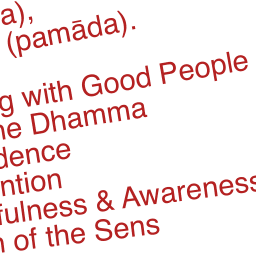 a),
(pamāda).
g with Good People
he Dhamma
dence
ntion
fulness & Awareness
n of the Sens